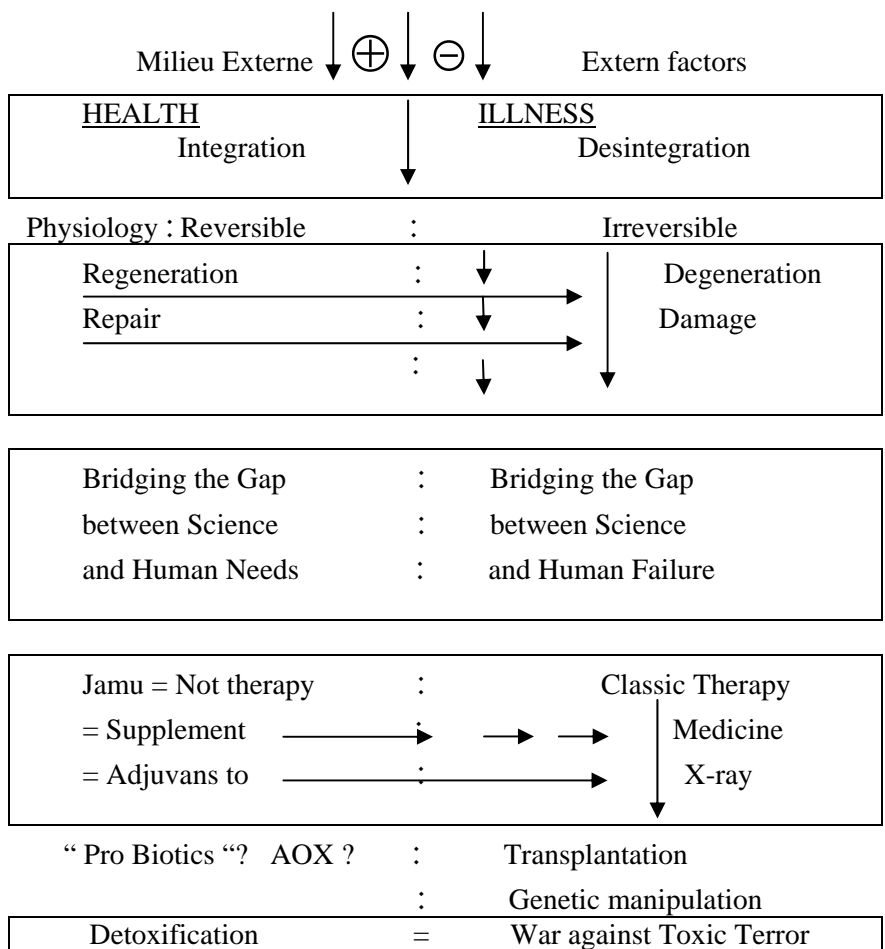 Milieu Externe ⊕ ⊖ Extern factors
HEALTH ILLNESS
Integration Desintegration
Physiology : Reversible : Irreversible
Regeneration : Degeneration
Repair : Damage
:
Bridging the Gap : Bridging the Gap
between Science : between Science
and Human Needs : and Human Failure
Jamu = Not therapy : Classic Therapy
= Supplement : Medicine
= Adjuvans to : X-ray
“ Pro Biotics “? AOX ? : Transplantation
: Genetic manipulation
Detoxification = War against Toxic Terror